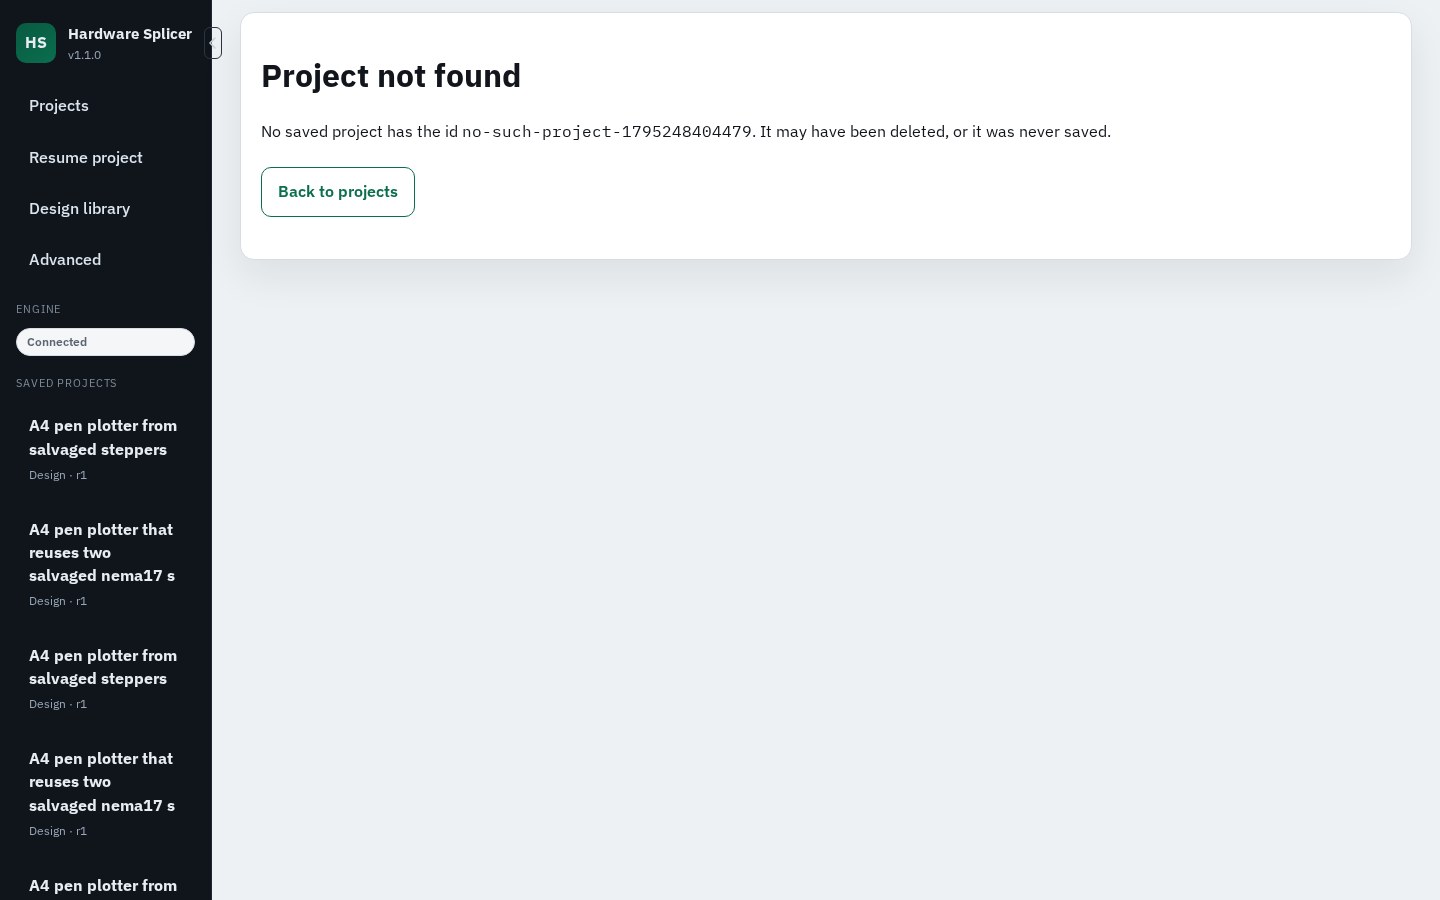 HS
Hardware Splicer
v1.1.0
Projects
Resume project
Design library
Advanced
ENGINE
Connected
SAVED PROJECTS
A4 pen plotter from
salvaged steppers
Design · r1
A4 pen plotter that
reuses two
salvaged nema17 s
Design · r1
A4 pen plotter from
salvaged steppers
Design · r1
A4 pen plotter that
reuses two
salvaged nema17 s
Design · r1
A4 pen plotter from
Project not found
No saved project has the id no-such-project-1795248404479. It may have been deleted, or it was never saved.
Back to projects